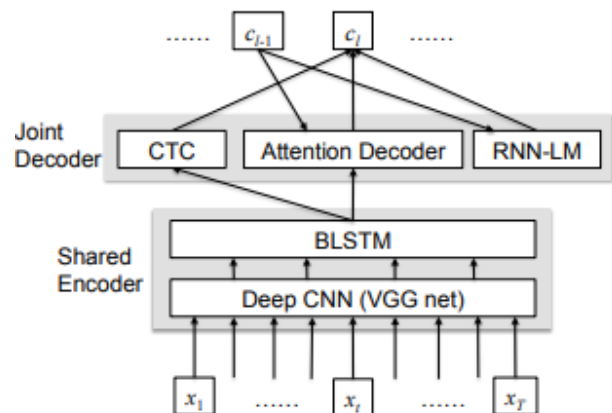 ...... c_{l-1} c_l ......
Joint
Decoder
CTC Attention Decoder RNN-LM
Shared
Encoder
BLSTM
Deep CNN (VGG net)
x_1 ...... x_t ...... x_T